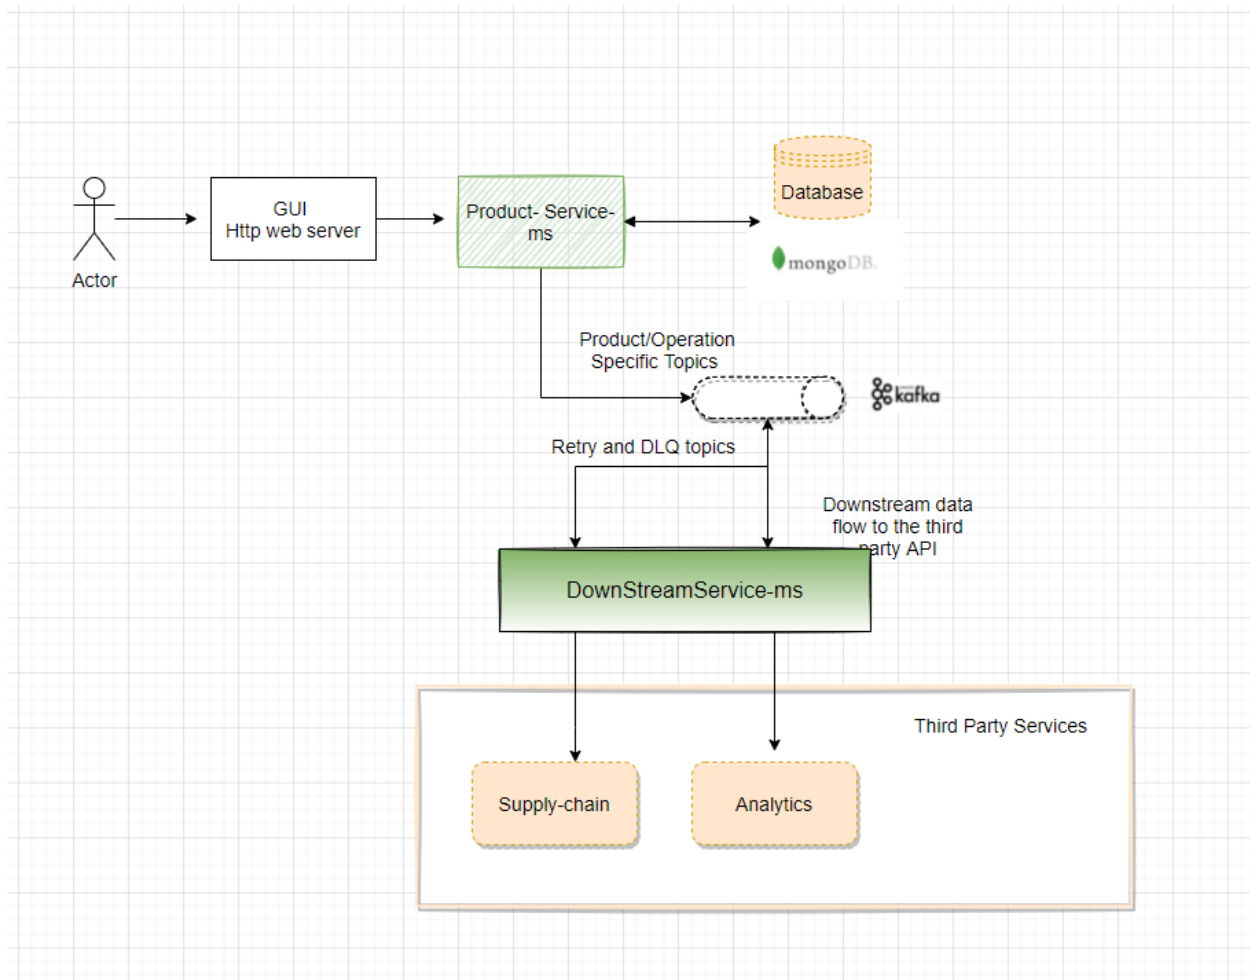 GUI
Http web server
Actor
Product- Service-
ms
Database
mongoDB.
Product/Operation
Specific Topics
kafka
Retry and DLQ topics
Downstream data
flow to the third
party API
DownStreamService-ms
Third Party Services
Supply-chain
Analytics